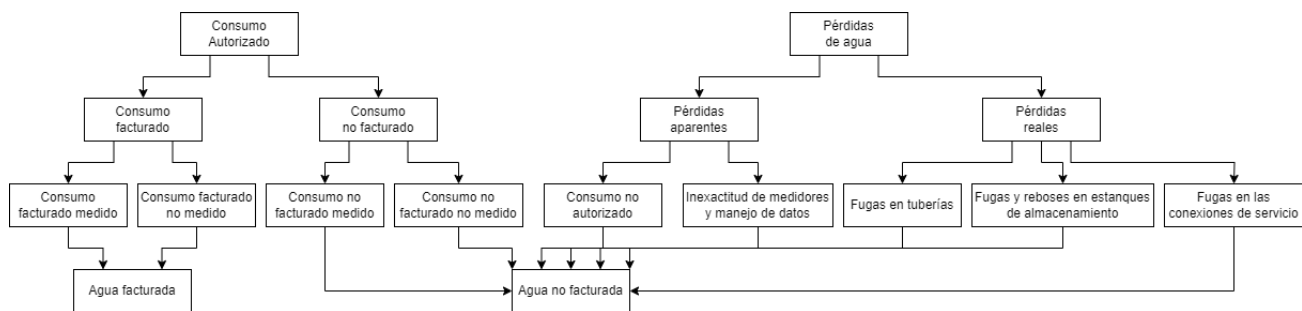 Consumo
Autorizado
Pérdidas
de agua
Consumo
facturado
Consumo
no facturado
Pérdidas
aparentes
Pérdidas
reales
Consumo
facturado medido
Consumo facturado
no medido
Consumo no
facturado medido
Consumo no
facturado no medido
Consumo no
autorizado
Inexactitud de medidores
y manejo de datos
Fugas en tuberías
Fugas y reboses en estanques
de almacenamiento
Fugas en las
conexiones de servicio
Agua facturada
Agua no facturada